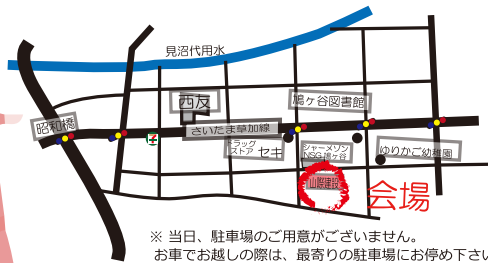 見沼代用水
西友
鳩ヶ谷図書館
昭和橋
さいたま草加線
ドラッグ
ストア セキ
シャーメゾン
NSG鳩ヶ谷
ゆりかご幼稚園
山際建設
会場
※ 当日、駐車場のご用意がございません。
お車でお越しの際は、最寄りの駐車場にお停め下さい